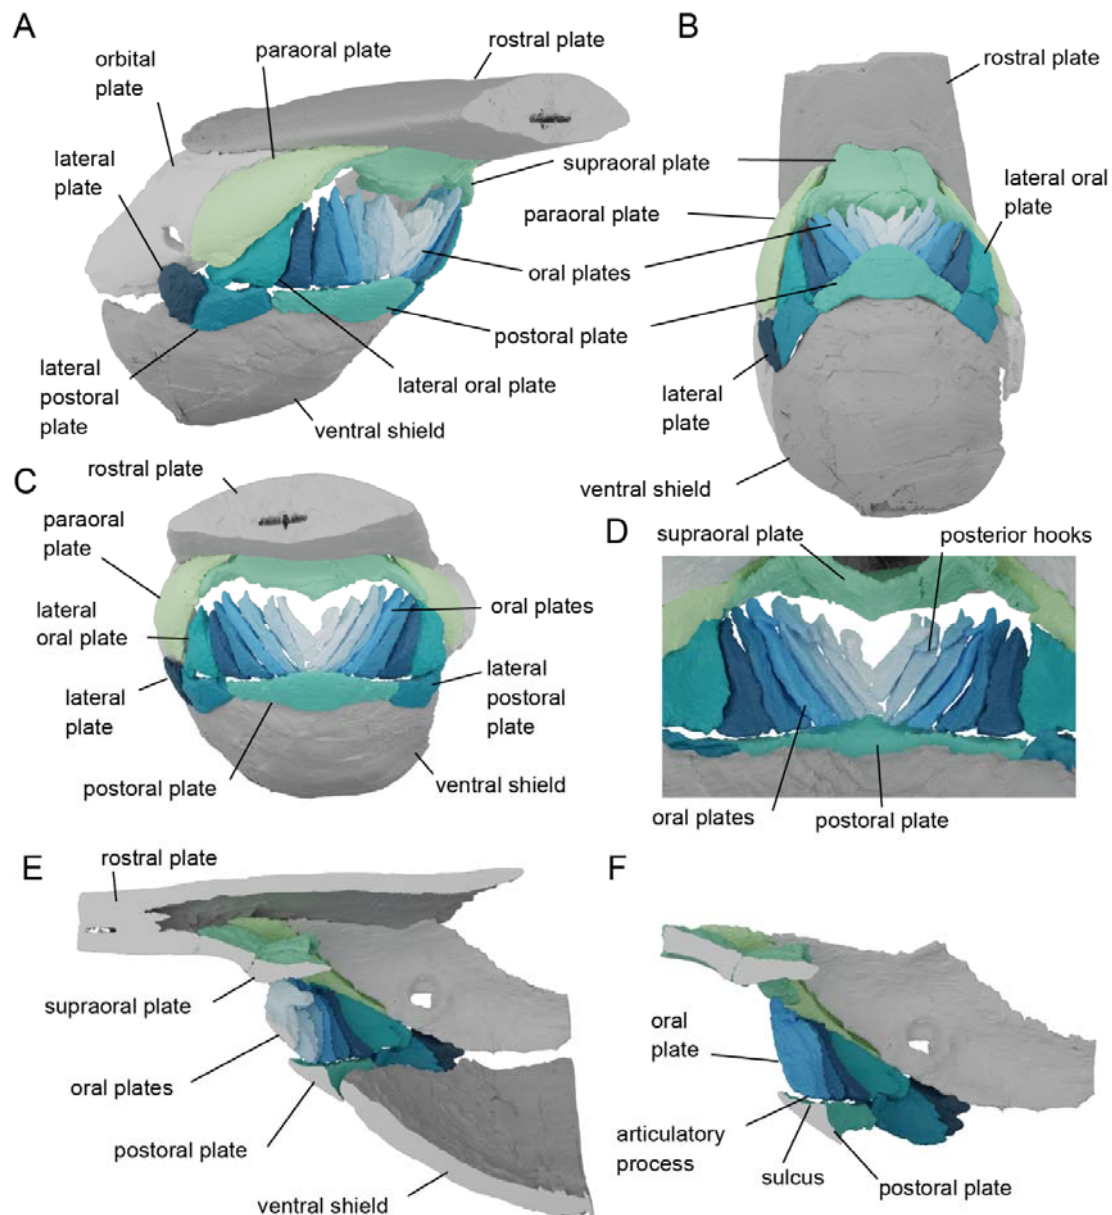 A
orbital
plate
paraoral plate
rostral plate
lateral
plate
supraoral plate
paraoral plate
oral plates
postoral plate
lateral
postoral
plate
lateral oral plate
ventral shield
B
rostral plate
lateral oral
plate
lateral
plate
ventral shield
C
rostral plate
paraoral
plate
lateral
oral plate
lateral
plate
oral plates
lateral
postoral
plate
postoral plate
ventral shield
D
supraoral plate
posterior hooks
oral plates
postoral plate
E
rostral plate
supraoral plate
oral plates
postoral plate
ventral shield
F
oral
plate
articulatory
process
sulcus
postoral plate